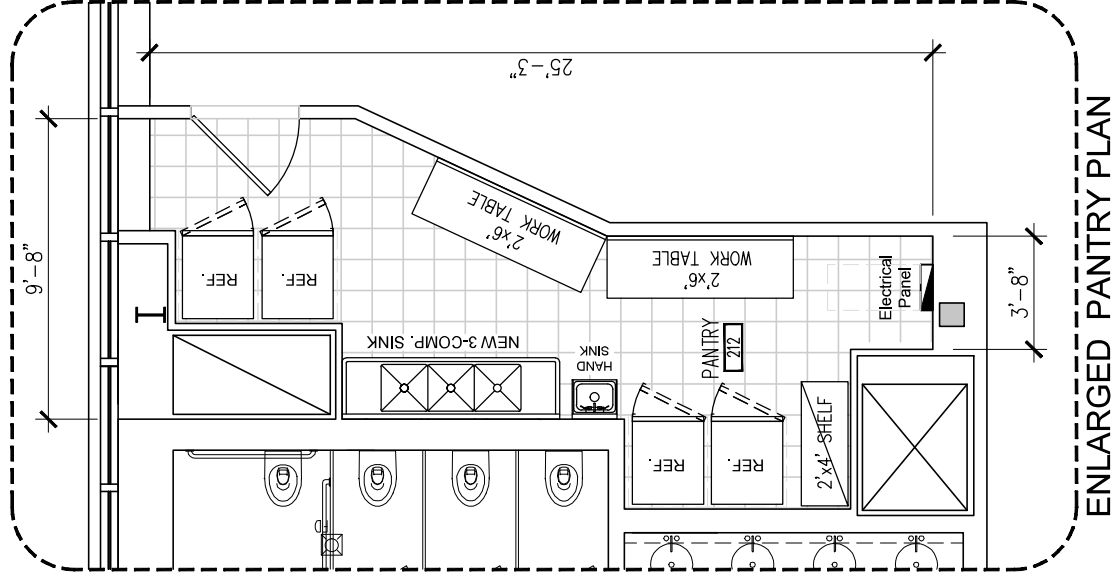 25'-3"
9'-8"
2'x6'
WORK TABLE
2'x6'
WORK TABLE
REF.
REF.
Electrical
Panel
3'-8"
NEW 3-COMP. SINK
HAND
SINK
PANTRY
212
REF.
REF.
2'x4' SHELF
ENLARGED PANTRY PLAN